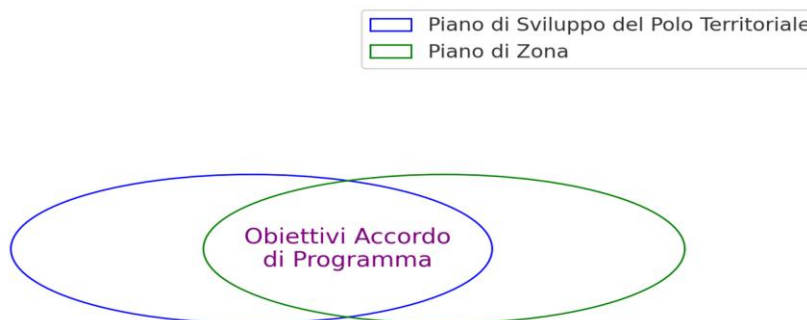 Piano di Sviluppo del Polo Territoriale
Piano di Zona
Obiettivi Accordo
di Programma